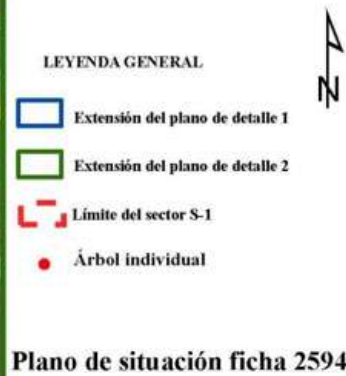 N
LEYENDA GENERAL
Extensión del plano de detalle 1
Extensión del plano de detalle 2
Límite del sector S-1
Árbol individual
Plano de situación ficha 2594